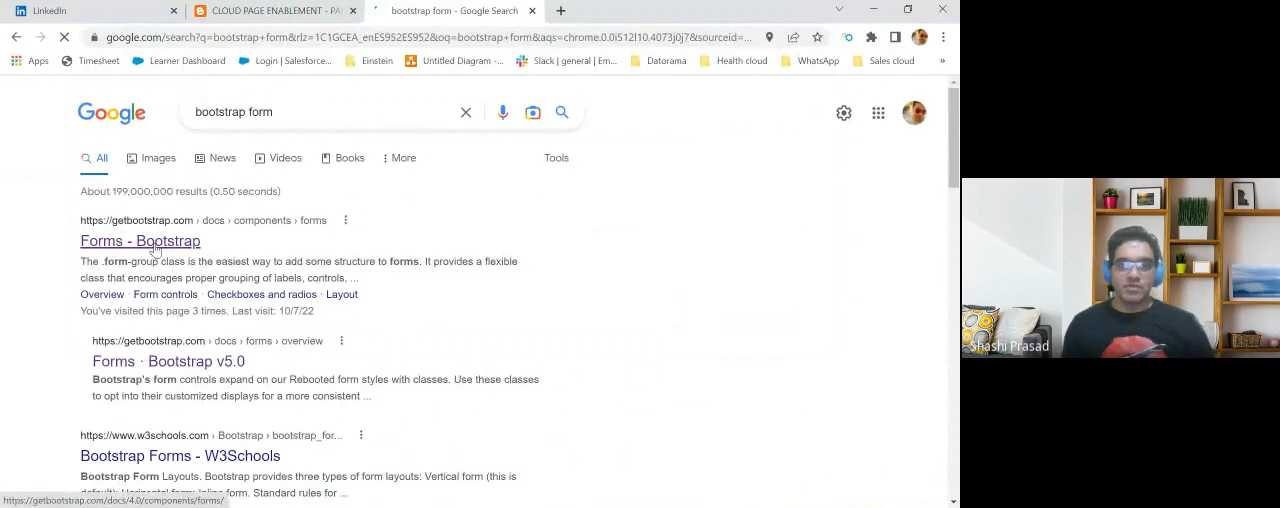 LinkedIn
CLOUD PAGE ENABLEMENT - PA
bootstrap form - Google Search
google.com/search?q=bootstrap+form&rlz=1C1GCEA_enES952ES952&oq=bootstrap+form&aqs=chrome.0.0i512l10.4073j0j7&sourceid=...
Apps
Timesheet
Learner Dashboard
Login | Salesforce...
Einstein
Untitled Diagram -...
Slack | general | Em...
Datorama
Health cloud
WhatsApp
Sales cloud
»
Google
bootstrap form
All
Images
News
Videos
Books
More
Tools
About 199,000,000 results (0.50 seconds)
https://getbootstrap.com › docs › components › forms
Forms - Bootstrap
The .form-group class is the easiest way to add some structure to forms. It provides a flexible
class that encourages proper grouping of labels, controls, ...
Overview · Form controls · Checkboxes and radios · Layout
You've visited this page 3 times. Last visit: 10/7/22
https://getbootstrap.com › docs › forms › overview
Forms · Bootstrap v5.0
Bootstrap's form controls expand on our Rebooted form styles with classes. Use these classes
to opt into their customized displays for a more consistent ...
https://www.w3schools.com › Bootstrap › bootstrap_for...
Bootstrap Forms - W3Schools
Bootstrap Form Layouts. Bootstrap provides three types of form layouts: Vertical form (this is
default); Horizontal form; Inline form. Standard rules for ...
https://getbootstrap.com/docs/4.0/components/forms/
Shashi Prasad